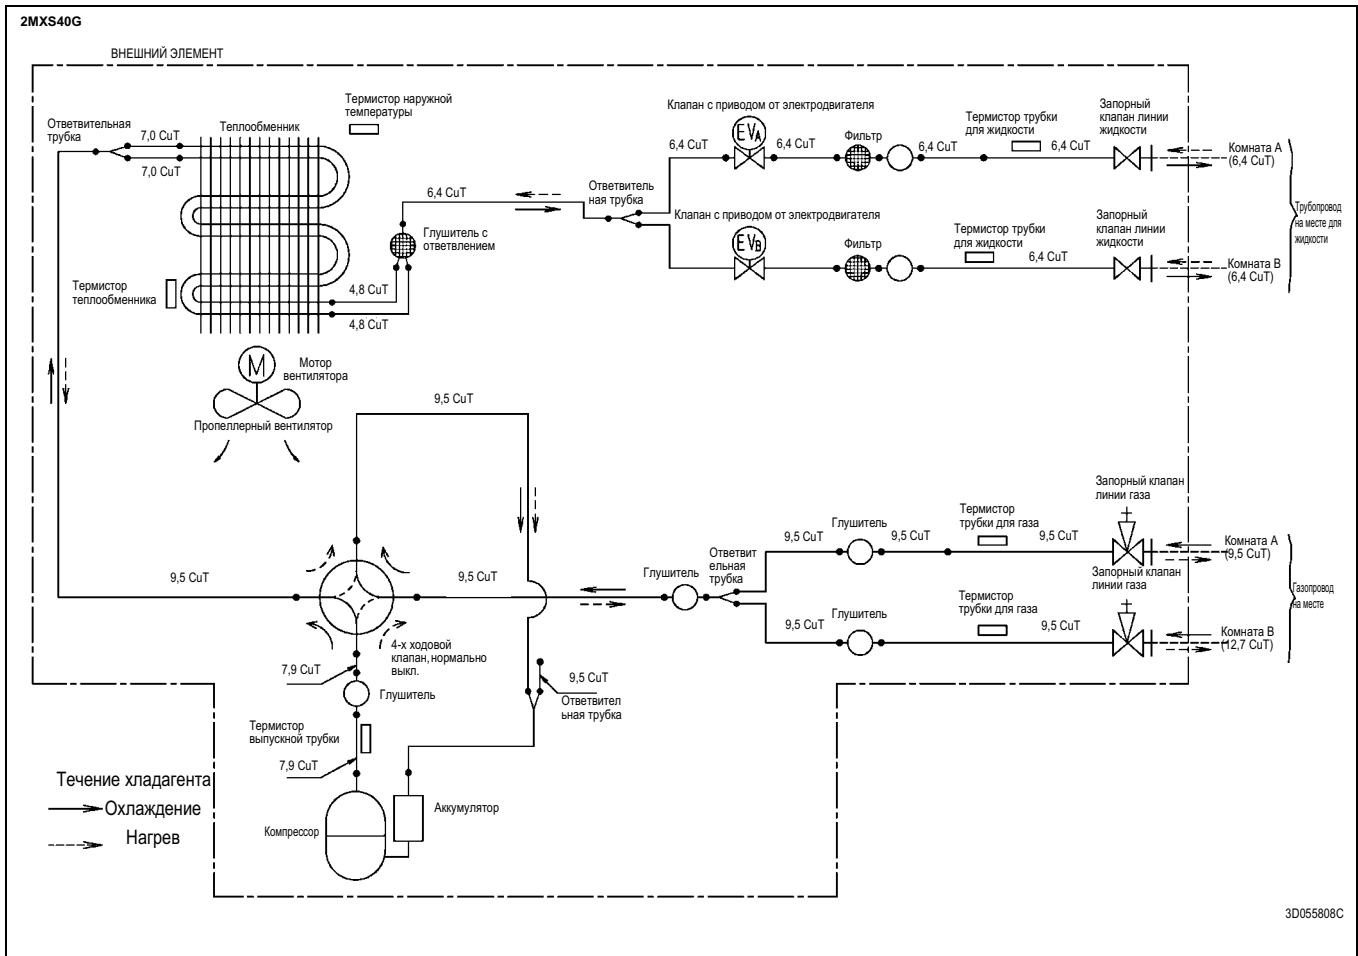 2MXS40G
ВНЕШНИЙ ЭЛЕМЕНТ
Ответвительная
трубка
7,0 CuT
7,0 CuT
Теплообменник
Термистор наружной
температуры
Клапан с приводом от электродвигателя
6,4 CuT
EVA
6,4 CuT
Фильтр
6,4 CuT
Термистор трубки
для жидкости
6,4 CuT
Запорный
клапан линии
жидкости
Комната A
(6,4 CuT)
Ответвитель
ная трубка
6,4 CuT
Глушитель с
ответвлением
Клапан с приводом от электродвигателя
EVB
Фильтр
Термистор трубки
для жидкости
6,4 CuT
Запорный
клапан линии
жидкости
Комната B
(6,4 CuT)
Трубопровод
на месте для
жидкости
Термистор
теплообменника
4,8 CuT
4,8 CuT
M
Мотор
вентилятора
Пропеллерный вентилятор
9,5 CuT
9,5 CuT
9,5 CuT
4-х ходовой
клапан, нормально
выкл.
Глушитель
Ответвит
ельная
трубка
9,5 CuT
Глушитель
9,5 CuT
Термистор
трубки для газа
9,5 CuT
Запорный клапан
линии газа
Комната A
(9,5 CuT)
9,5 CuT
Глушитель
Термистор
трубки для газа
9,5 CuT
Запорный клапан
линии газа
Комната B
(12,7 CuT)
Газопровод
на месте
7,9 CuT
Глушитель
9,5 CuT
Ответвител
ьная трубка
Термистор
выпускной трубки
7,9 CuT
Компрессор
Аккумулятор
Течение хладагента
Охлаждение
Нагрев
3D055808C